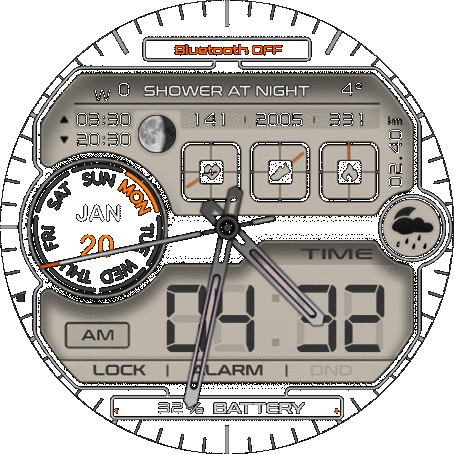 Bluetooth OFF
W 0 SHOWER AT NIGHT 4°
▲ 08:30 141 2005 331 km
▼ 20:30 02.40
SUN MON TUE WED THU FRI SAT
JAN
20
TIME
AM 04:32
LOCK | ALARM | DND
32% BATTERY